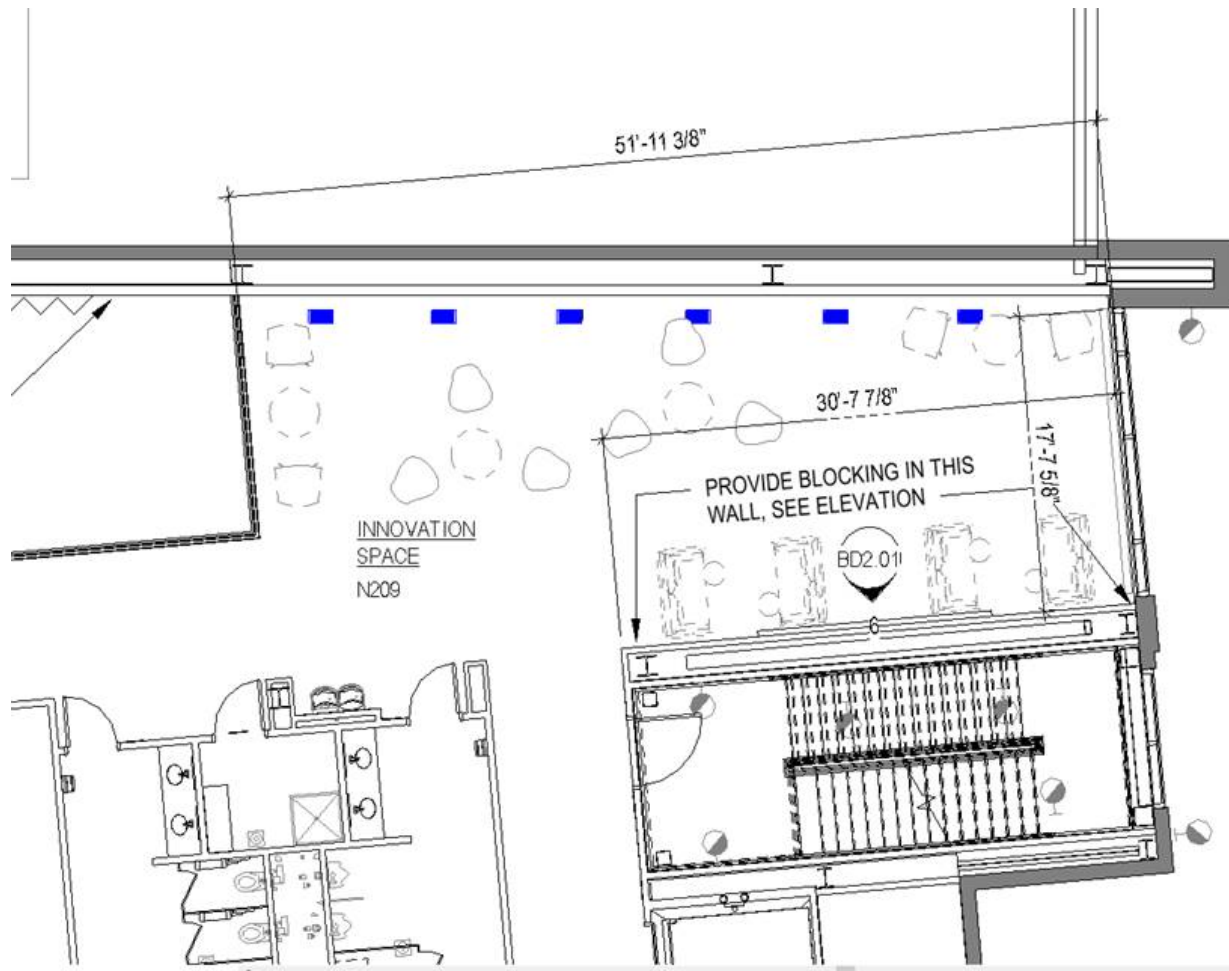 51'-11 3/8"
30'-7 7/8"
17'-7 5/8"
PROVIDE BLOCKING IN THIS
WALL, SEE ELEVATION
INNOVATION
SPACE
N209
BD2.01
6